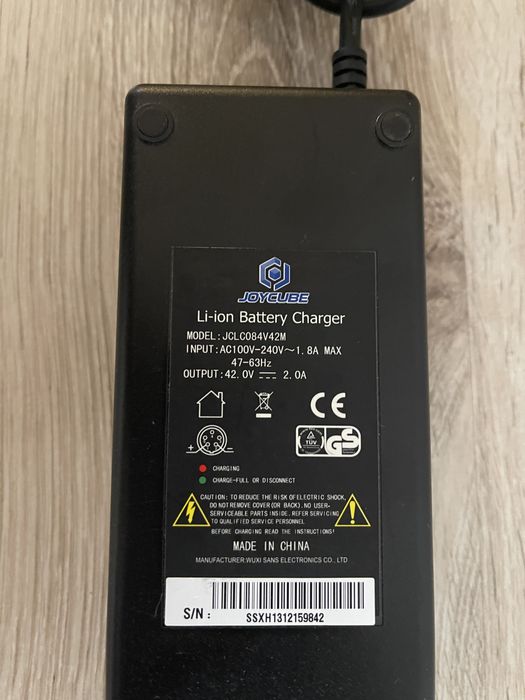 JOYCUBE
Li-ion Battery Charger
MODEL: JCLC084V42M
INPUT: AC100V-240V～1.8A MAX
47-63Hz
OUTPUT: 42.0V⎓ 2.0A
CE
TÜV GS
- +
CHARGING
CHARGE-FULL OR DISCONNECT
CAUTION: TO REDUCE THE RISK OF ELECTRIC SHOCK,
DO NOT REMOVE COVER (OR BACK). NO USER-
SERVICEABLE PARTS INSIDE. REFER SERVICING
TO QUALIFIED SERVICE PERSONNEL
BEFORE CHARGING READ THE INSTRUCTIONS!
MADE IN CHINA
MANUFACTURER:WUXI SANS ELECTRONICS CO., LTD
S/N :
SSXH1312159842